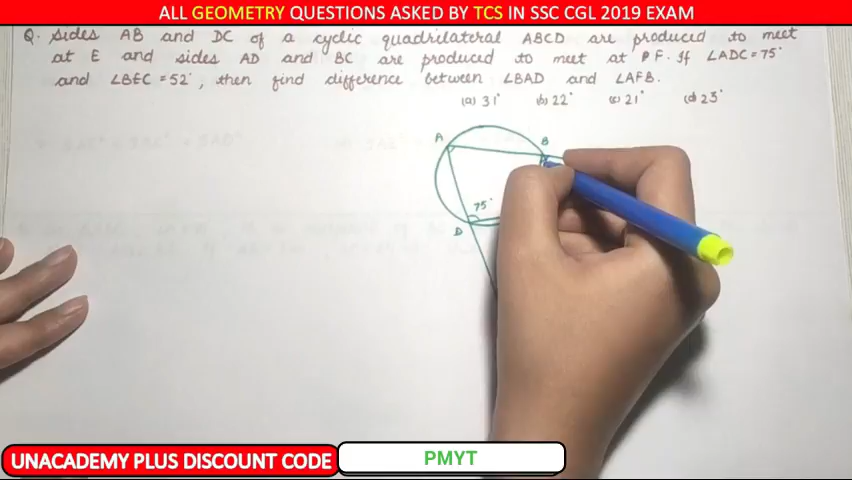 ALL GEOMETRY QUESTIONS ASKED BY TCS IN SSC CGL 2019 EXAM
Q. Sides AB and DC of a cyclic quadrilateral ABCD are produced to meet
at E and sides AD and BC are produced to meet at F. If ∠ADC = 75°
and ∠BEC = 52°, then find difference between ∠BAD and ∠AFB.
(a) 31° (b) 22° (c) 21° (d) 23°
A B
75°
D
UNACADEMY PLUS DISCOUNT CODE PMYT